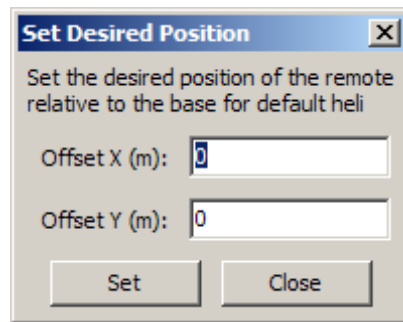 Set Desired Position
Set the desired position of the remote
relative to the base for default heli
Offset X (m): 0
Offset Y (m): 0
Set Close